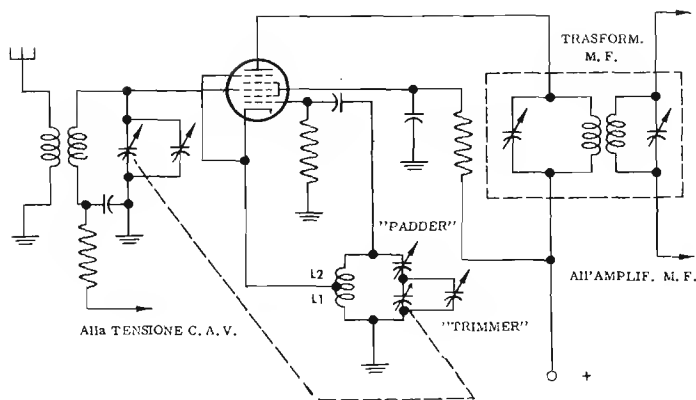 TRASFORM.
M. F.
"PADDER"
L2
L1
All'AMPLIF. M. F.
Alla TENSIONE C. A. V.
"TRIMMER"
+